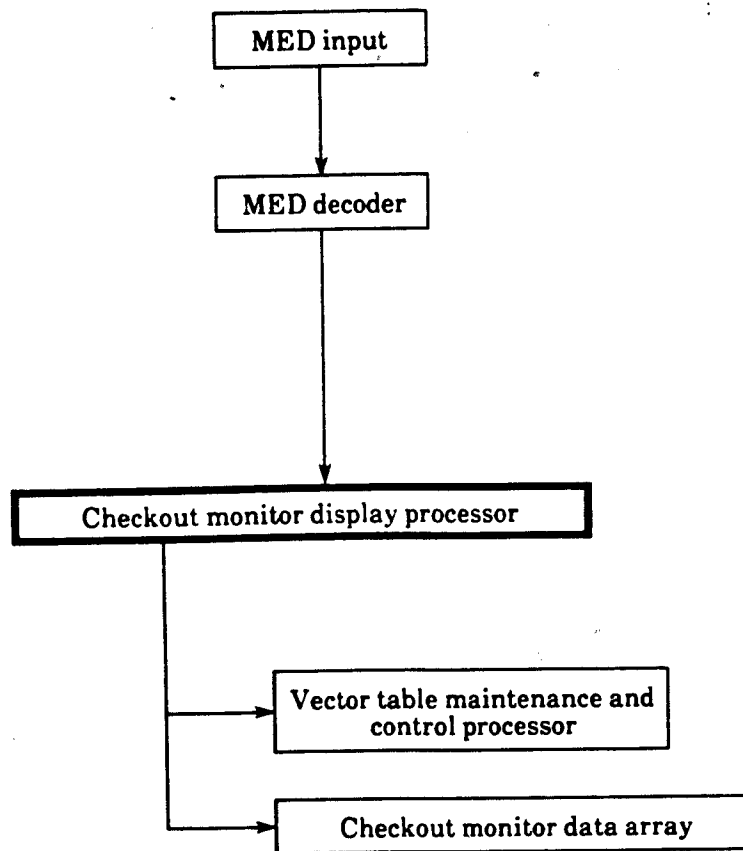 MED input
MED decoder
Checkout monitor display processor
Vector table maintenance and
control processor
Checkout monitor data array